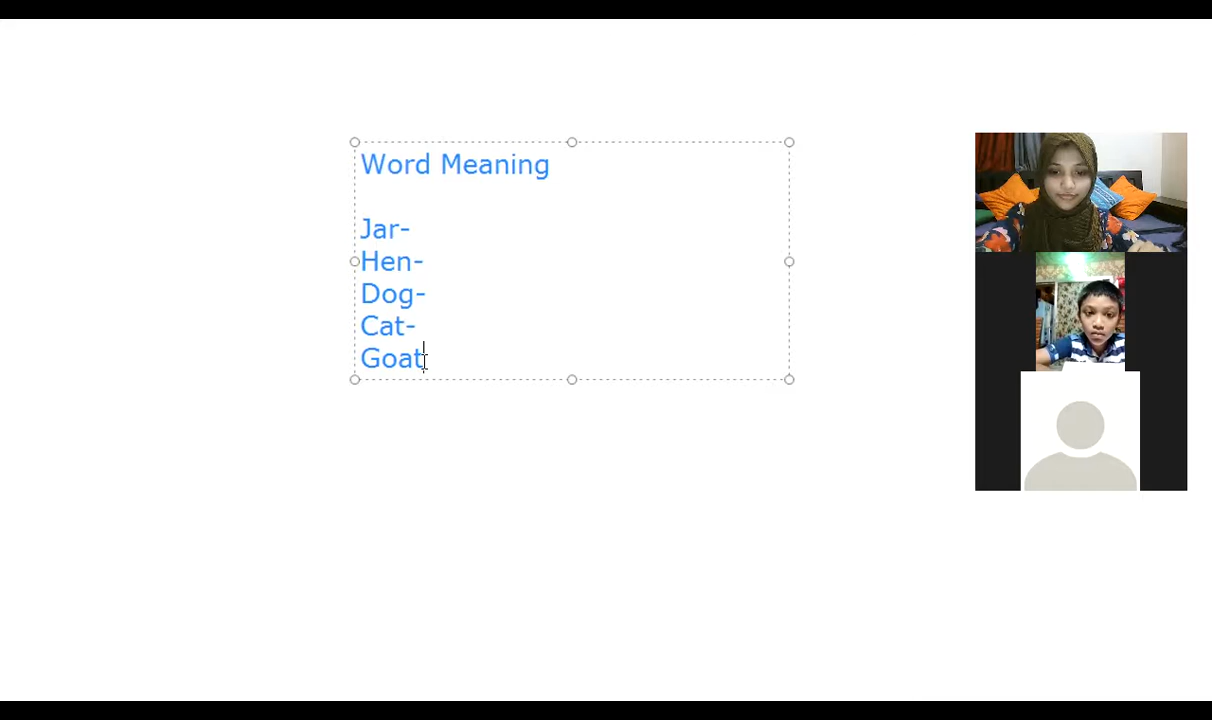 Word Meaning
Jar-
Hen-
Dog-
Cat-
Goat